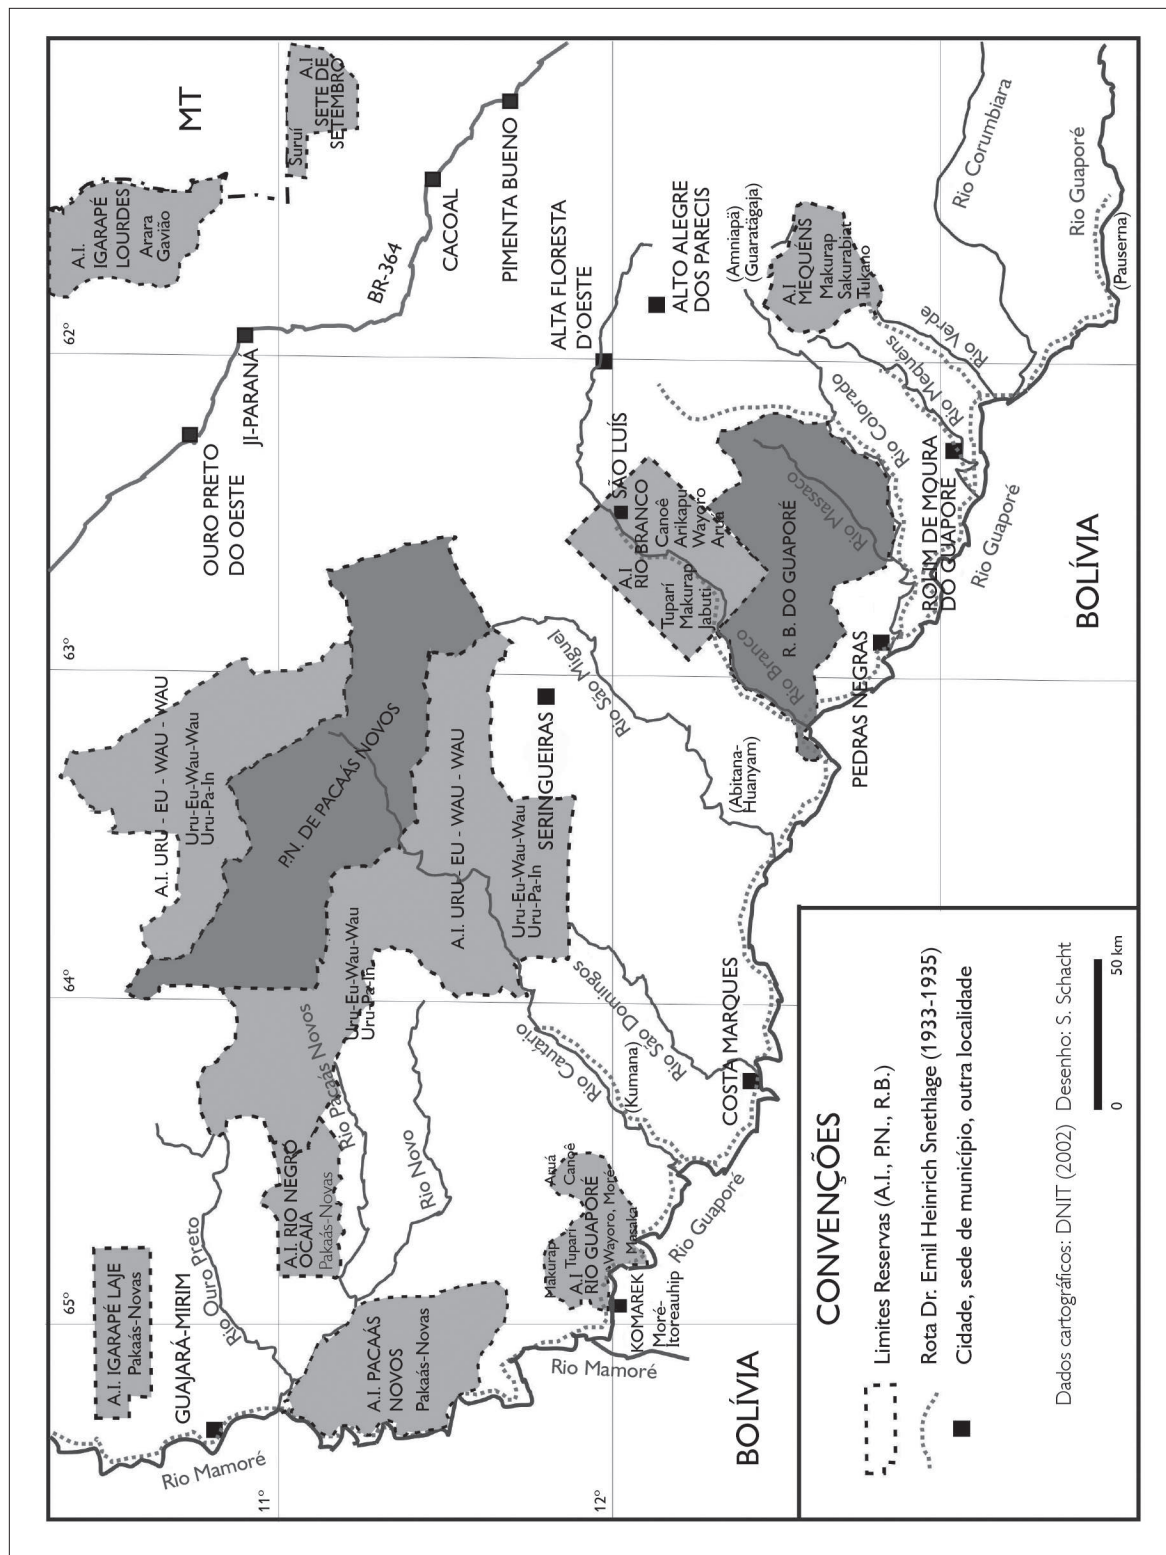 11°
12°
65°
64°
63°
62°
Rio Mamoré
GUAJARÁ-MIRIM
A.I. IGARAPÉ LAJE
Pakaás-Novas
Rio Ouro Preto
A.I. RIO NEGRO
OCAIA
Pakaás-Novas
Rio Pacaás Novos
Rio Novo
A.I. PACAÁS
NOVOS
Pakaás-Novas
A.I. URU - EU - WAU - WAU
Uru-Eu-Wau-Wau
Uru-Pa-In
P.N. DE PACAÁS NOVOS
Uru-Eu-Wau-Wau
Uru-Pa-In
A.I. URU - EU - WAU - WAU
Uru-Eu-Wau-Wau
Uru-Pa-In
SERINGUEIRAS
OURO PRETO
DO OESTE
JI-PARANÁ
BR-364
CACOAL
PIMENTA BUENO
A.I.
IGARAPÉ
LOURDES
Arara
Gavião
MT
Suruí
A.I
SETE DE
SETEMBRO
ALTA FLORESTA
D'OESTE
ALTO ALEGRE
DOS PARECIS
SÃO LUÍS
A.I
RIO BRANCO
Tuparí
Makurap
Jabuti
Canoê
Arikapu
Wayoro
Aruá
(Amniapä)
(Guaratägaja)
A.I
MEQUÉNS
Makurap
Sakurabiat
Tukano
Rio Corumbiara
Rio Guaporé
(Pauserna)
Rio Verde
Rio Mequéns
Rio Colorado
Rio Massaco
R. B. DO GUAPORÉ
Rio Branco
Rio São Miguel
(Abitana-
Huanyam)
PEDRAS NEGRAS
ROLIM DE MOURA
DO GUAPORÉ
Rio Guaporé
BOLÍVIA
Rio São Domingos
Rio Cautário
(Kumana)
COSTA MARQUES
Makurap
Aruá
Canoê
A.I
Tuparí
RIO GUAPORÉ
Wayoro, Moré
Masaka
Rio Guaporé
KOMAREK
Moré-
Itoreauhip
Rio Mamoré
BOLÍVIA
CONVENÇÕES
Limites Reservas (A.I., P.N., R.B.)
Rota Dr. Emil Heinrich Snethlage (1933-1935)
Cidade, sede de município, outra localidade
Dados cartográficos: DNIT (2002) Desenho: S. Schacht
0
50 km